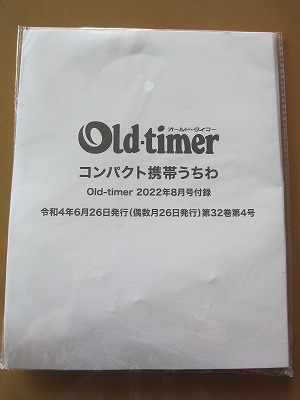 オールド・タイマー
Old-timer
コンパクト携帯うちわ
Old-timer 2022年8月号付録
令和4年6月26日発行(偶数月26日発行)第32巻第4号